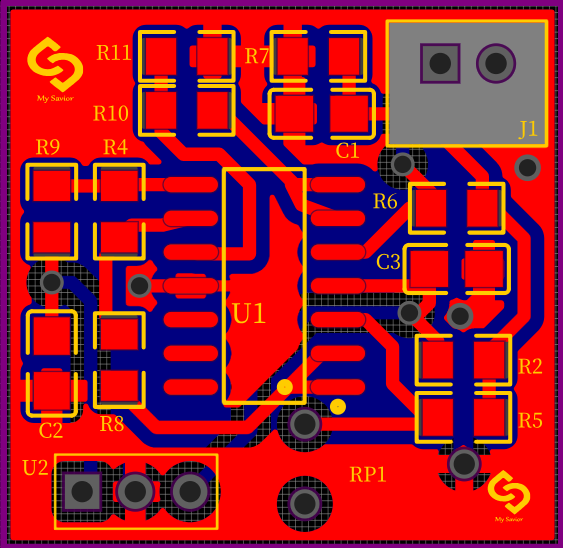 R11
R7
My Savior
R10
J1
R9
R4
C1
R6
C3
U1
R2
C2
R8
R5
U2
RP1
My Savior